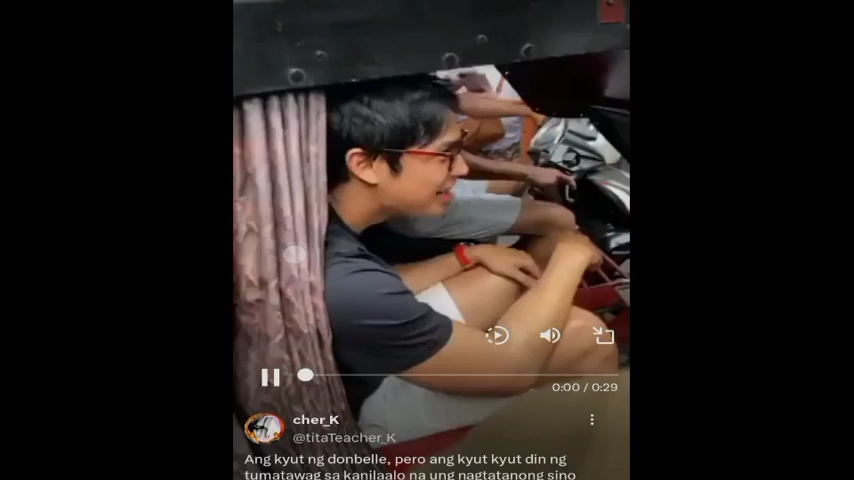 0:00 / 0:29
cher_K
@titaTeacher_K
Ang kyut ng donbelle, pero ang kyut kyut din ng
tumatawag sa kanilaalo na ung nagtatanong sino